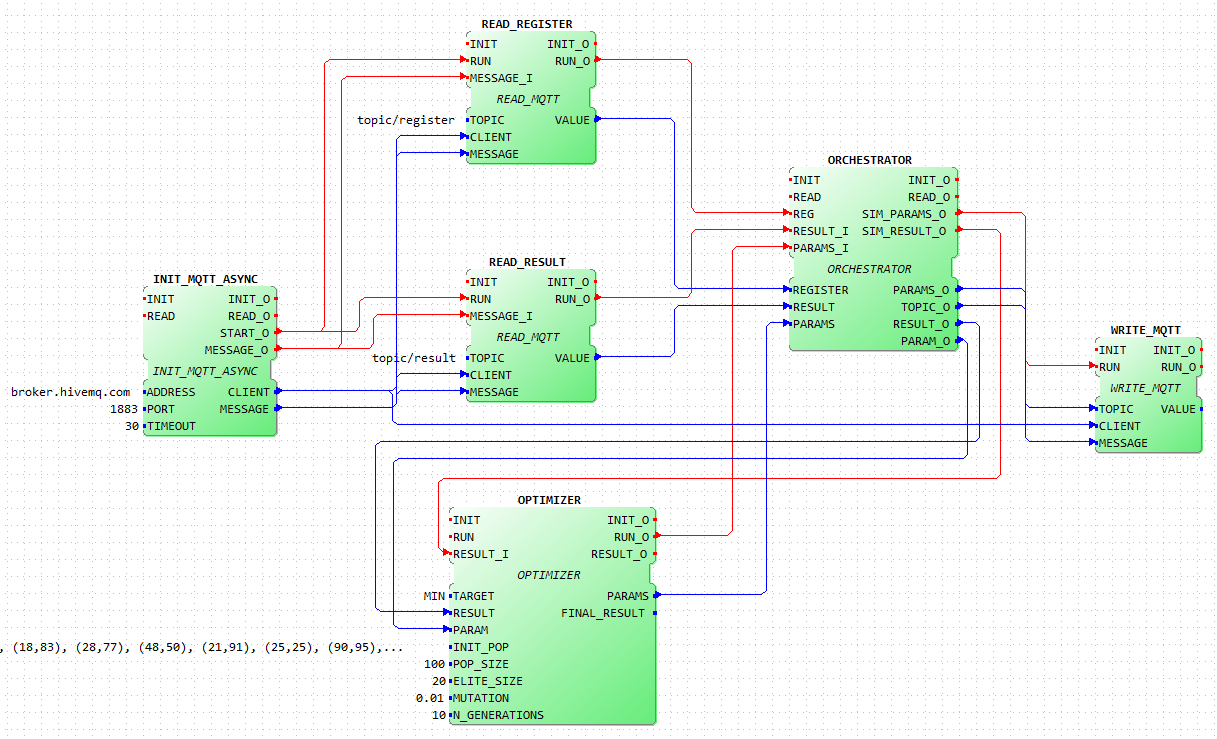 READ_REGISTER
INIT INIT_O
RUN RUN_O
MESSAGE_I
READ_MQTT
topic/register TOPIC VALUE
CLIENT
MESSAGE
ORCHESTRATOR
INIT INIT_O
READ READ_O
REG SIM_PARAMS_O
RESULT_I SIM_RESULT_O
PARAMS_I
ORCHESTRATOR
REGISTER PARAMS_O
RESULT TOPIC_O
PARAMS RESULT_O
PARAM_O
READ_RESULT
INIT INIT_O
RUN RUN_O
MESSAGE_I
READ_MQTT
topic/result TOPIC VALUE
CLIENT
MESSAGE
INIT_MQTT_ASYNC
INIT INIT_O
READ READ_O
START_O
MESSAGE_O
INIT_MQTT_ASYNC
broker.hivemq.com ADDRESS CLIENT
1883 PORT MESSAGE
30 TIMEOUT
WRITE_MQTT
INIT INIT_O
RUN RUN_O
WRITE_MQTT
TOPIC VALUE
CLIENT
MESSAGE
OPTIMIZER
INIT INIT_O
RUN RUN_O
RESULT_I RESULT_O
OPTIMIZER
MIN TARGET PARAMS
RESULT FINAL_RESULT
PARAM
, (18,83), (28,77), (48,50), (21,91), (25,25), (90,95),... INIT_POP
100 POP_SIZE
20 ELITE_SIZE
0.01 MUTATION
10 N_GENERATIONS